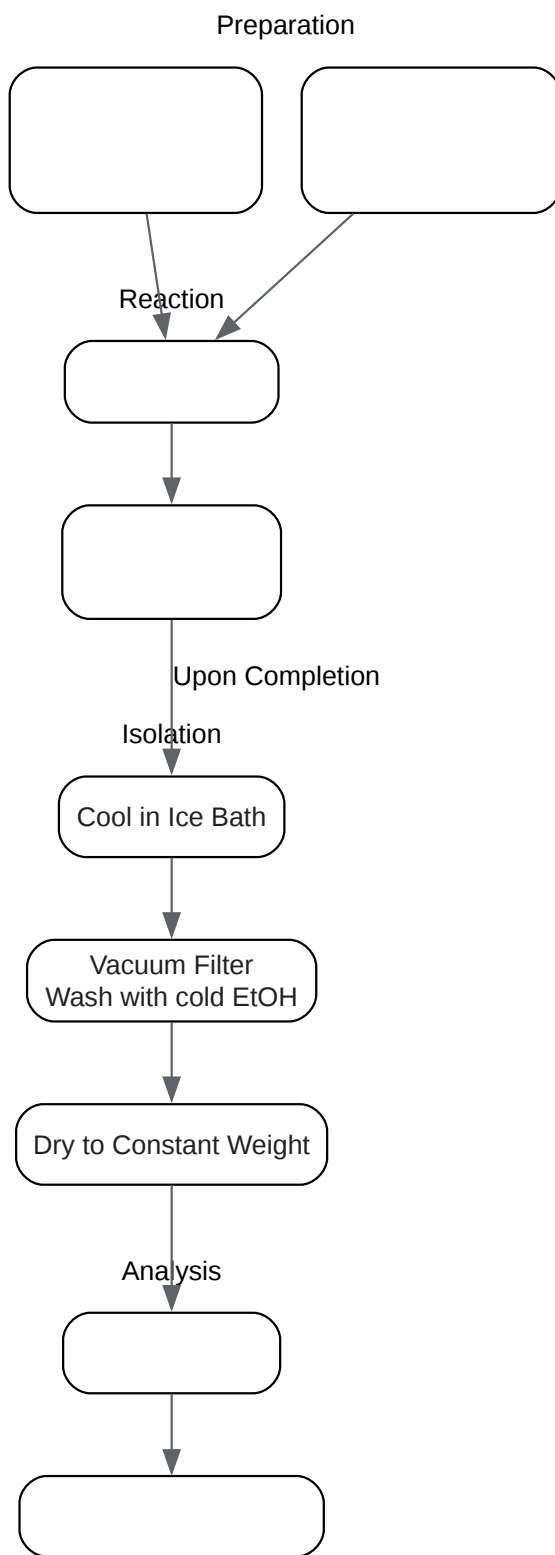 Preparation
Reaction
Upon Completion
Isolation
Cool in Ice Bath
Vacuum Filter
Wash with cold EtOH
Dry to Constant Weight
Analysis